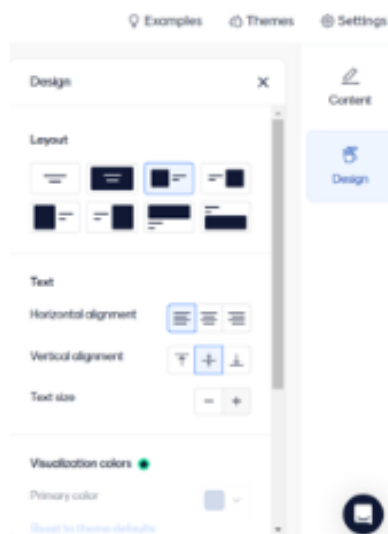 Examples Themes Settings
Design
Content
Layout
Design
Text
Horizontal alignment
Vertical alignment
Text size
Visualization colors
Primary color
Reset to theme defaults